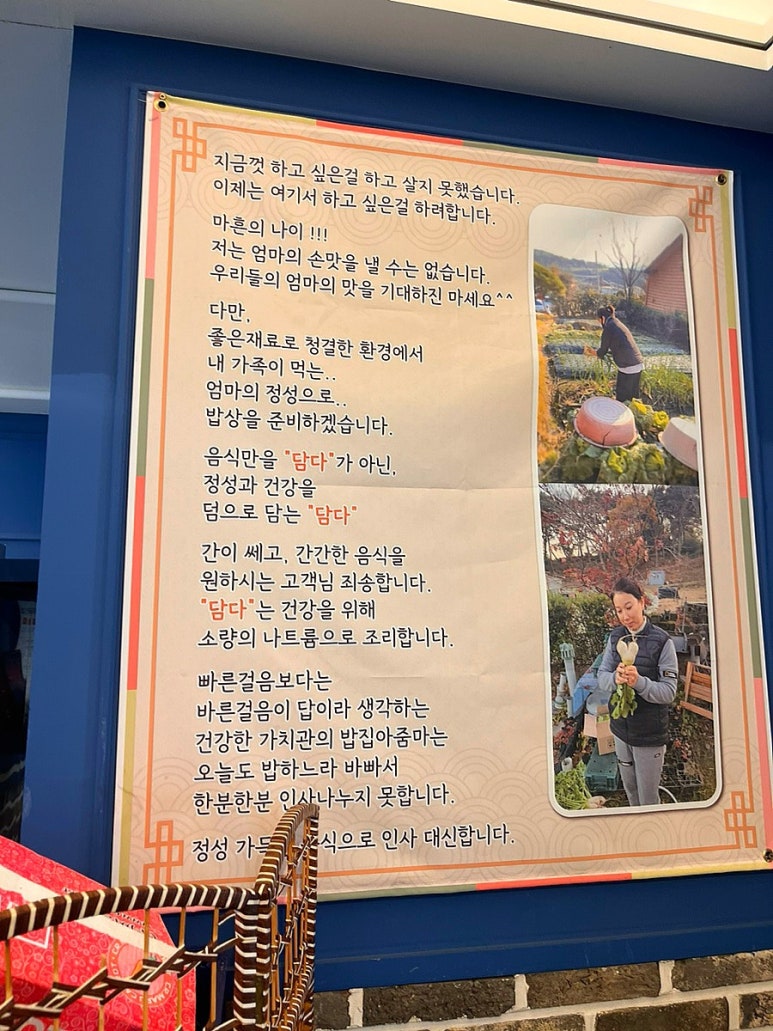 지금껏 하고 싶은걸 하고 살지 못했습니다.
이제는 여기서 하고 싶은걸 하려합니다.
마흔의 나이 !!!
저는 엄마의 손맛을 낼 수는 없습니다.
우리들의 엄마의 맛을 기대하진 마세요^^
다만,
좋은재료로 청결한 환경에서
내 가족이 먹는..
엄마의 정성으로..
밥상을 준비하겠습니다.
음식만을 "담다"가 아닌,
정성과 건강을
덤으로 담는 "담다"
간이 쎄고, 간간한 음식을
원하시는 고객님 죄송합니다.
"담다"는 건강을 위해
소량의 나트륨으로 조리합니다.
빠른걸음보다는
바른걸음이 답이라 생각하는
건강한 가치관의 밥집아줌마는
오늘도 밥하느라 바빠서
한분한분 인사나누지 못합니다.
정성 인사 대신합니다.